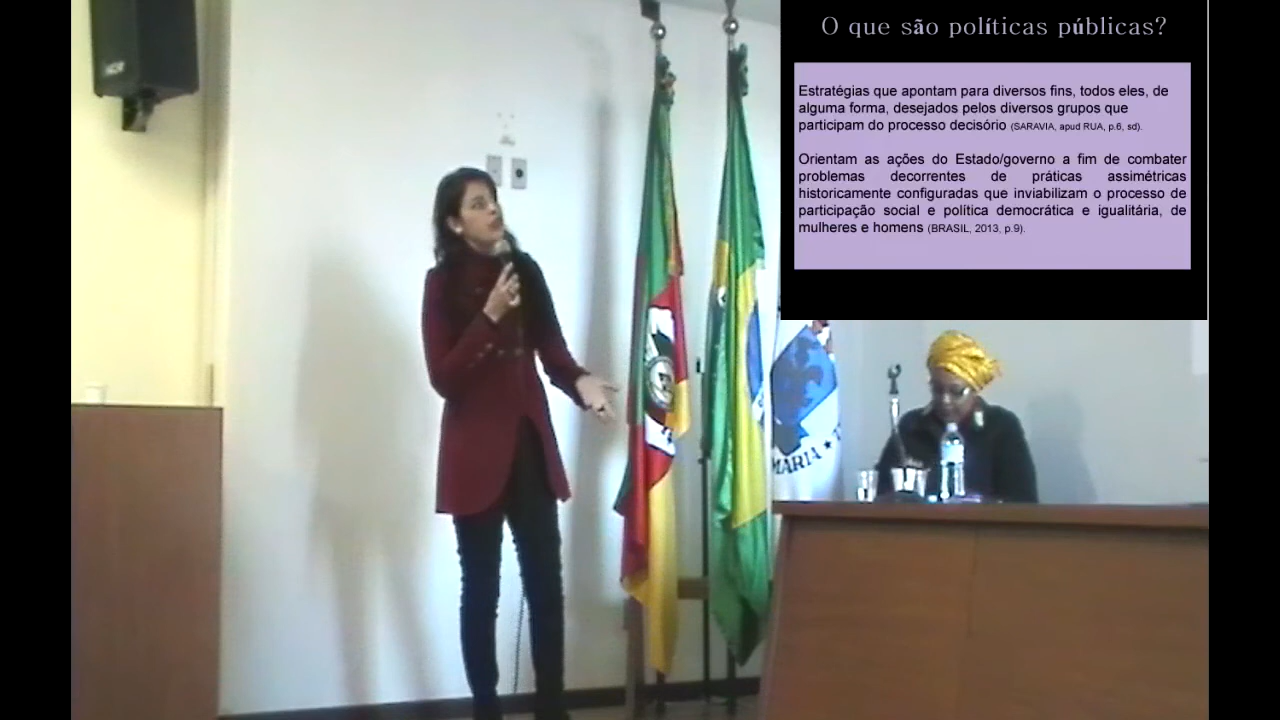 O que são políticas públicas?
Estratégias que apontam para diversos fins, todos eles, de
alguma forma, desejados pelos diversos grupos que
participam do processo decisório (SARAVIA, apud RUA, p.6, sd).
Orientam as ações do Estado/governo a fim de combater
problemas decorrentes de práticas assimétricas
historicamente configuradas que inviabilizam o processo de
participação social e política democrática e igualitária, de
mulheres e homens (BRASIL, 2013, p.9).
MARIA